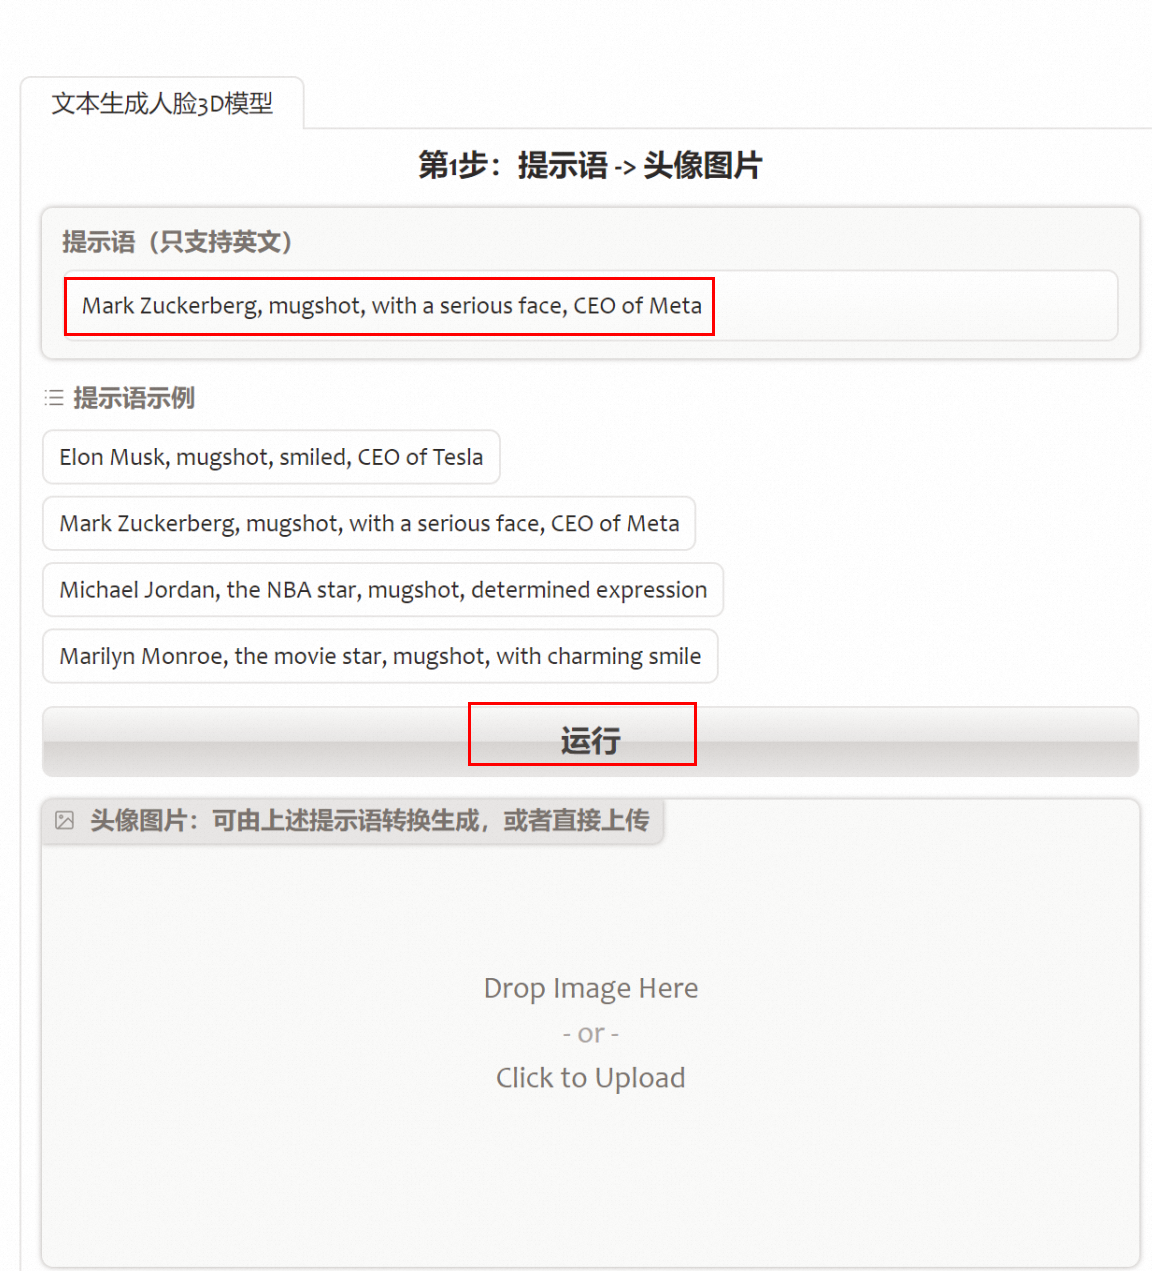 文本生成人脸3D模型
第1步：提示语 -> 头像图片
提示语（只支持英文）
Mark Zuckerberg, mugshot, with a serious face, CEO of Meta
提示语示例
Elon Musk, mugshot, smiled, CEO of Tesla
Mark Zuckerberg, mugshot, with a serious face, CEO of Meta
Michael Jordan, the NBA star, mugshot, determined expression
Marilyn Monroe, the movie star, mugshot, with charming smile
运行
头像图片：可由上述提示语转换生成，或者直接上传
Drop Image Here
- or -
Click to Upload